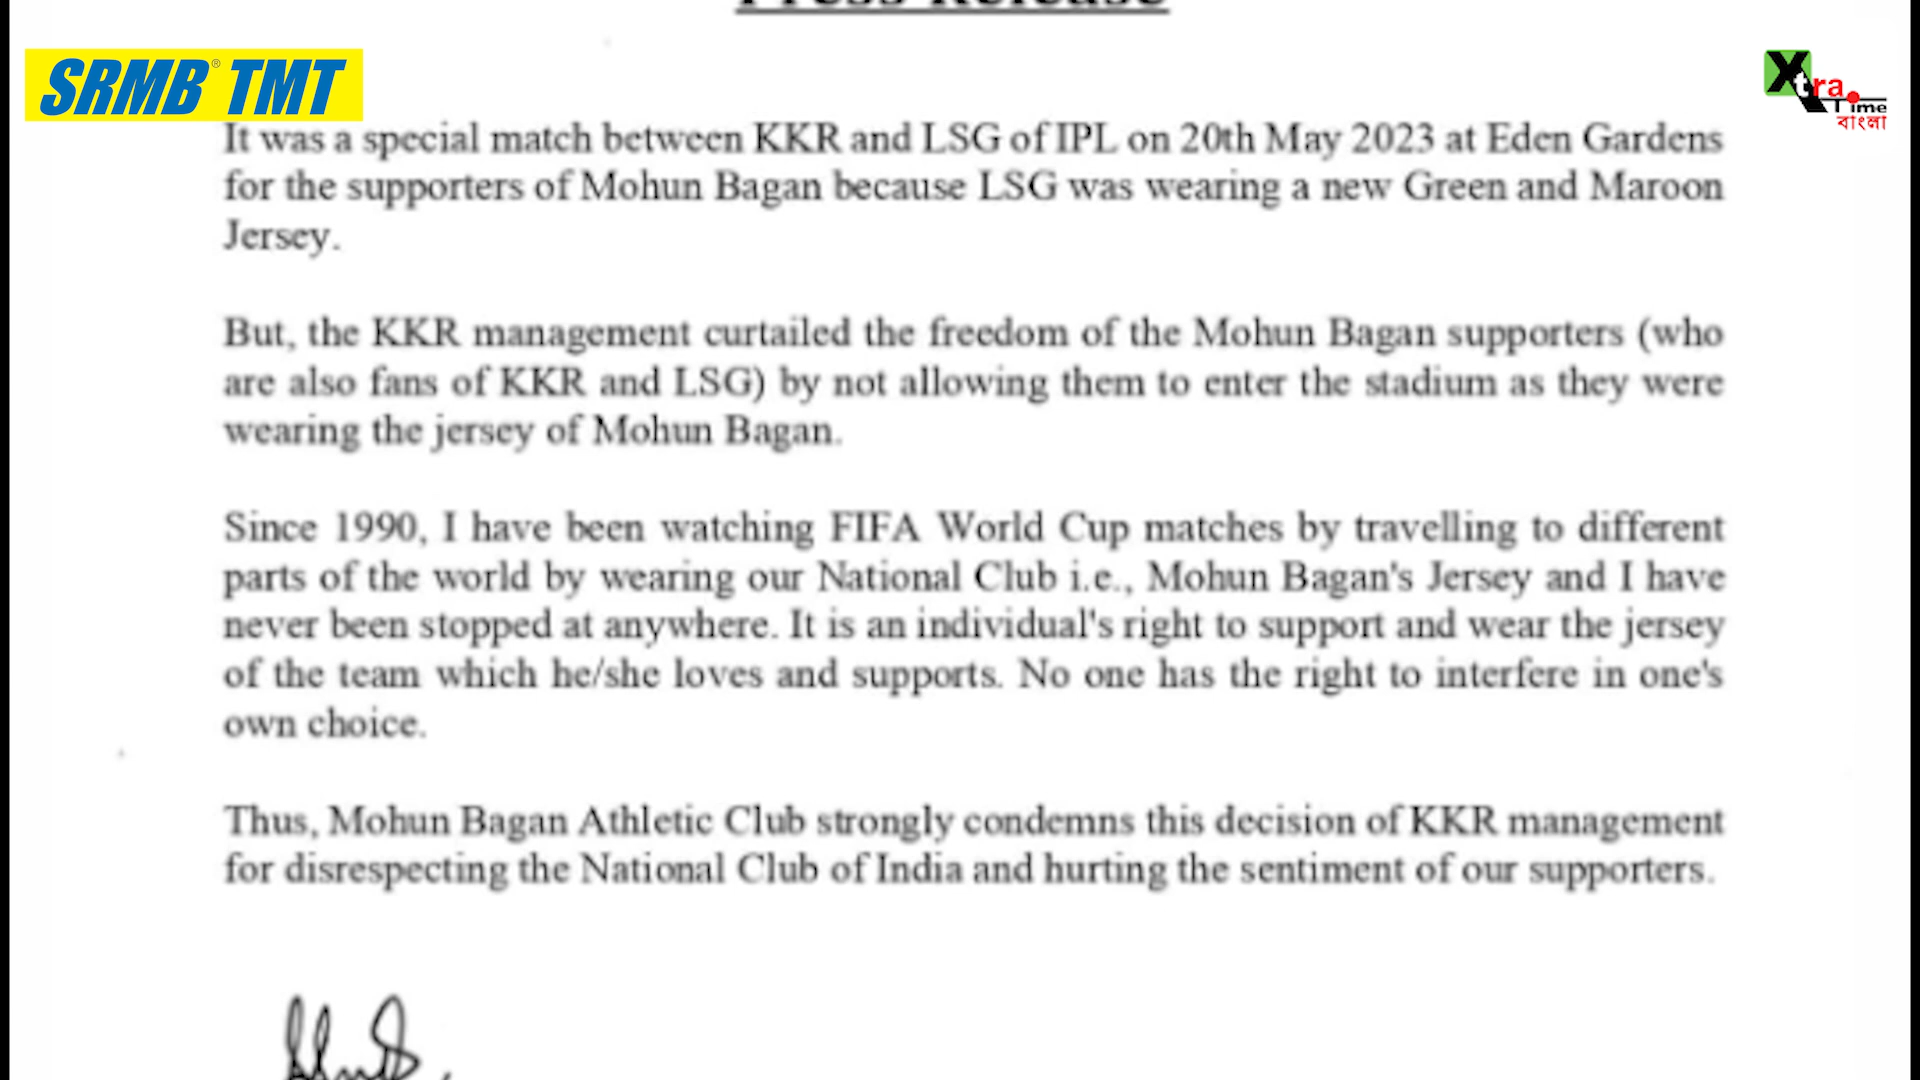 Press Release
SRMB® TMT
Xtra
Time
বাংলা
It was a special match between KKR and LSG of IPL on 20th May 2023 at Eden Gardens
for the supporters of Mohun Bagan because LSG was wearing a new Green and Maroon
Jersey.
But, the KKR management curtailed the freedom of the Mohun Bagan supporters (who
are also fans of KKR and LSG) by not allowing them to enter the stadium as they were
wearing the jersey of Mohun Bagan.
Since 1990, I have been watching FIFA World Cup matches by travelling to different
parts of the world by wearing our National Club i.e., Mohun Bagan's Jersey and I have
never been stopped at anywhere. It is an individual's right to support and wear the jersey
of the team which he/she loves and supports. No one has the right to interfere in one's
own choice.
Thus, Mohun Bagan Athletic Club strongly condemns this decision of KKR management
for disrespecting the National Club of India and hurting the sentiment of our supporters.